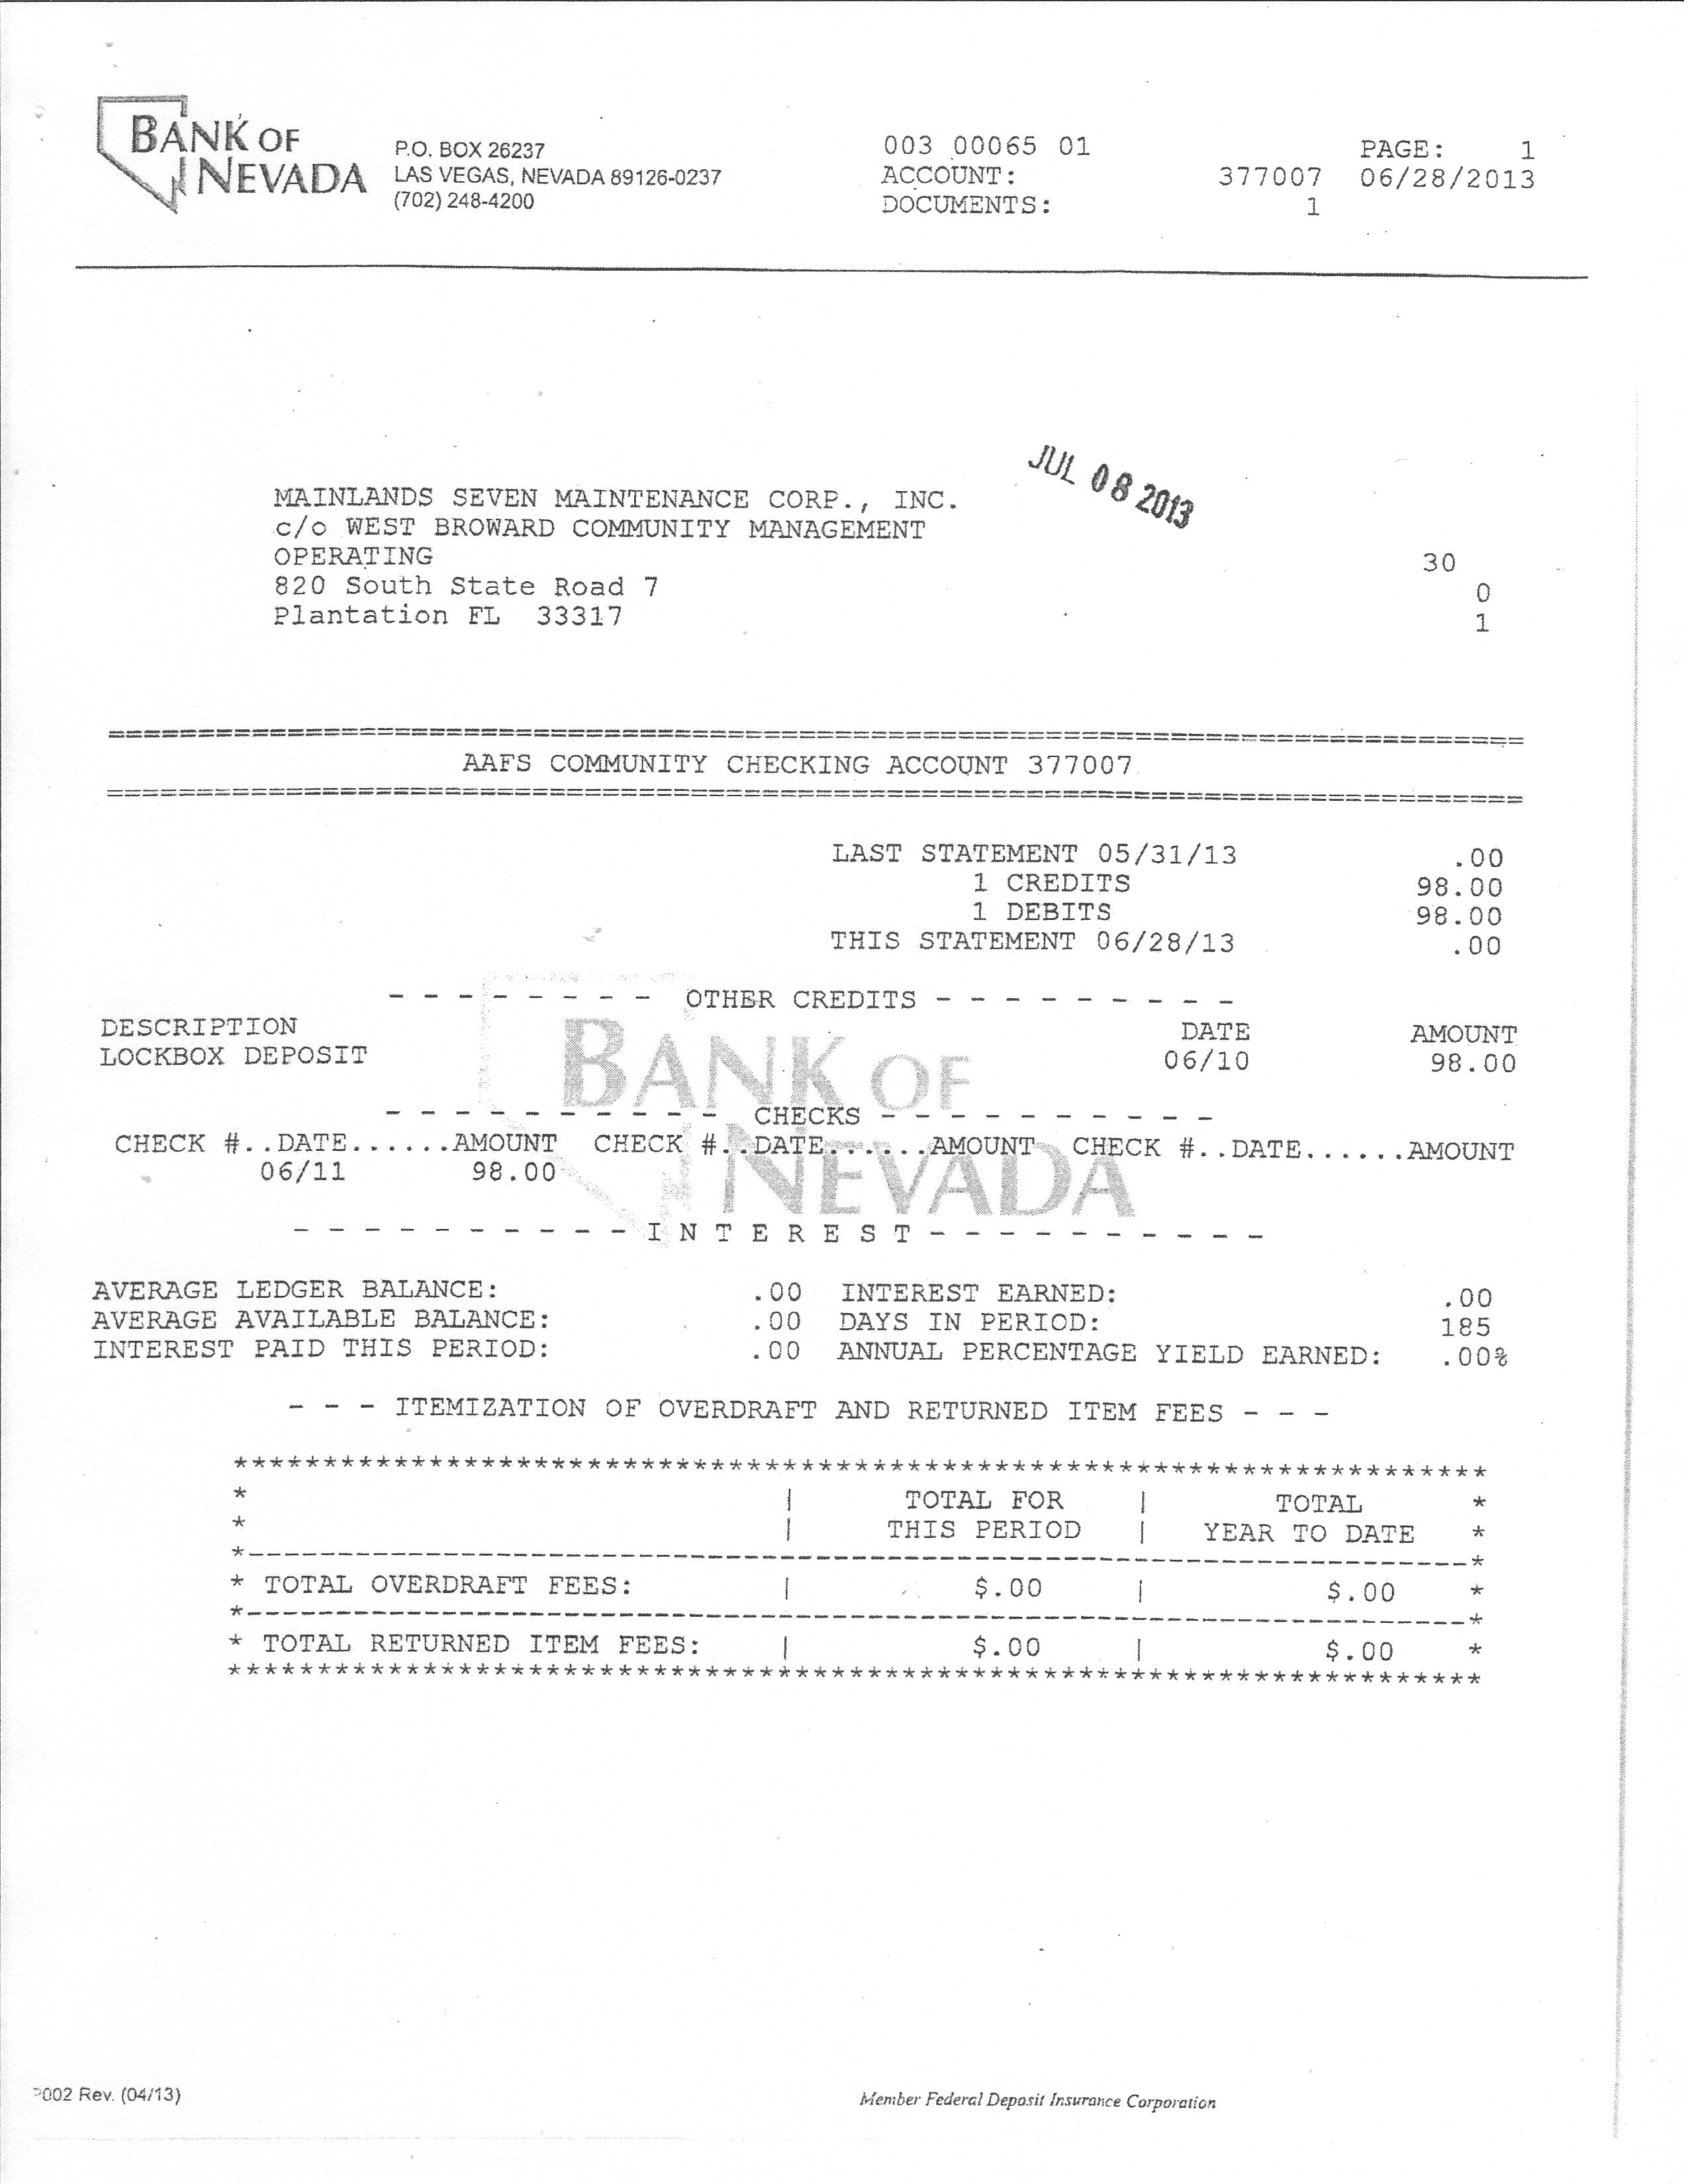 BANK OF NEVADA
P.O. BOX 26237
LAS VEGAS, NEVADA 89126-0237
(702) 248-4200
003 00065 01 PAGE: 1
ACCOUNT: 377007 06/28/2013
DOCUMENTS: 1
JUL 08 2013
MAINLANDS SEVEN MAINTENANCE CORP., INC.
c/o WEST BROWARD COMMUNITY MANAGEMENT
OPERATING 30
820 South State Road 7 0
Plantation FL 33317 1
================================================================================
AAFS COMMUNITY CHECKING ACCOUNT 377007
================================================================================
LAST STATEMENT 05/31/13 .00
1 CREDITS 98.00
1 DEBITS 98.00
THIS STATEMENT 06/28/13 .00
- - - - - - - - OTHER CREDITS - - - - - - - - -
DESCRIPTION DATE AMOUNT
LOCKBOX DEPOSIT 06/10 98.00
BANK OF NEVADA
- - - - - - - - - - CHECKS - - - - - - - - - -
CHECK #..DATE......AMOUNT CHECK #..DATE......AMOUNT CHECK #..DATE......AMOUNT
06/11 98.00
- - - - - - - - - - I N T E R E S T - - - - - - - - - -
AVERAGE LEDGER BALANCE: .00 INTEREST EARNED: .00
AVERAGE AVAILABLE BALANCE: .00 DAYS IN PERIOD: 185
INTEREST PAID THIS PERIOD: .00 ANNUAL PERCENTAGE YIELD EARNED: .00%
- - - ITEMIZATION OF OVERDRAFT AND RETURNED ITEM FEES - - -
***********************************************************************
* | TOTAL FOR | TOTAL *
* | THIS PERIOD | YEAR TO DATE *
*---------------------------------------------------------------------*
* TOTAL OVERDRAFT FEES: | $.00 | $.00 *
*---------------------------------------------------------------------*
* TOTAL RETURNED ITEM FEES: | $.00 | $.00 *
***********************************************************************
002 Rev. (04/13)
Member Federal Deposit Insurance Corporation